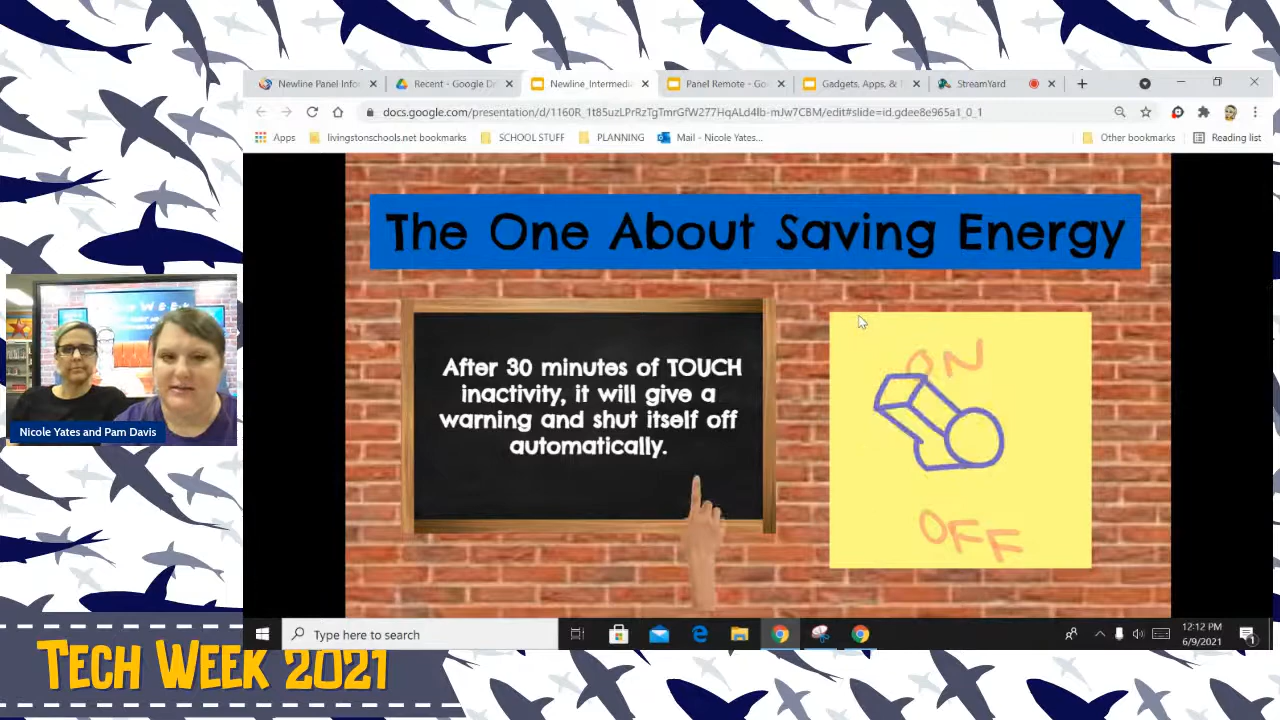 Newline Panel Info
Recent - Google Dr
Newline_Intermedia
Panel Remote - Goo
Gadgets, Apps, &
StreamYard
docs.google.com/presentation/d/1160R_1t85uzLPrRzTgTmrGfW277HqALd4lb-mJw7CBM/edit#slide=id.gdee8e965a1_0_1
Apps
livingstonschools.net bookmarks
SCHOOL STUFF
PLANNING
Mail - Nicole Yates...
Other bookmarks
Reading list
The One About Saving Energy
After 30 minutes of TOUCH
inactivity, it will give a
warning and shut itself off
automatically.
ON
OFF
Nicole Yates and Pam Davis
Type here to search
12:12 PM
6/9/2021
TECH WEEK 2021